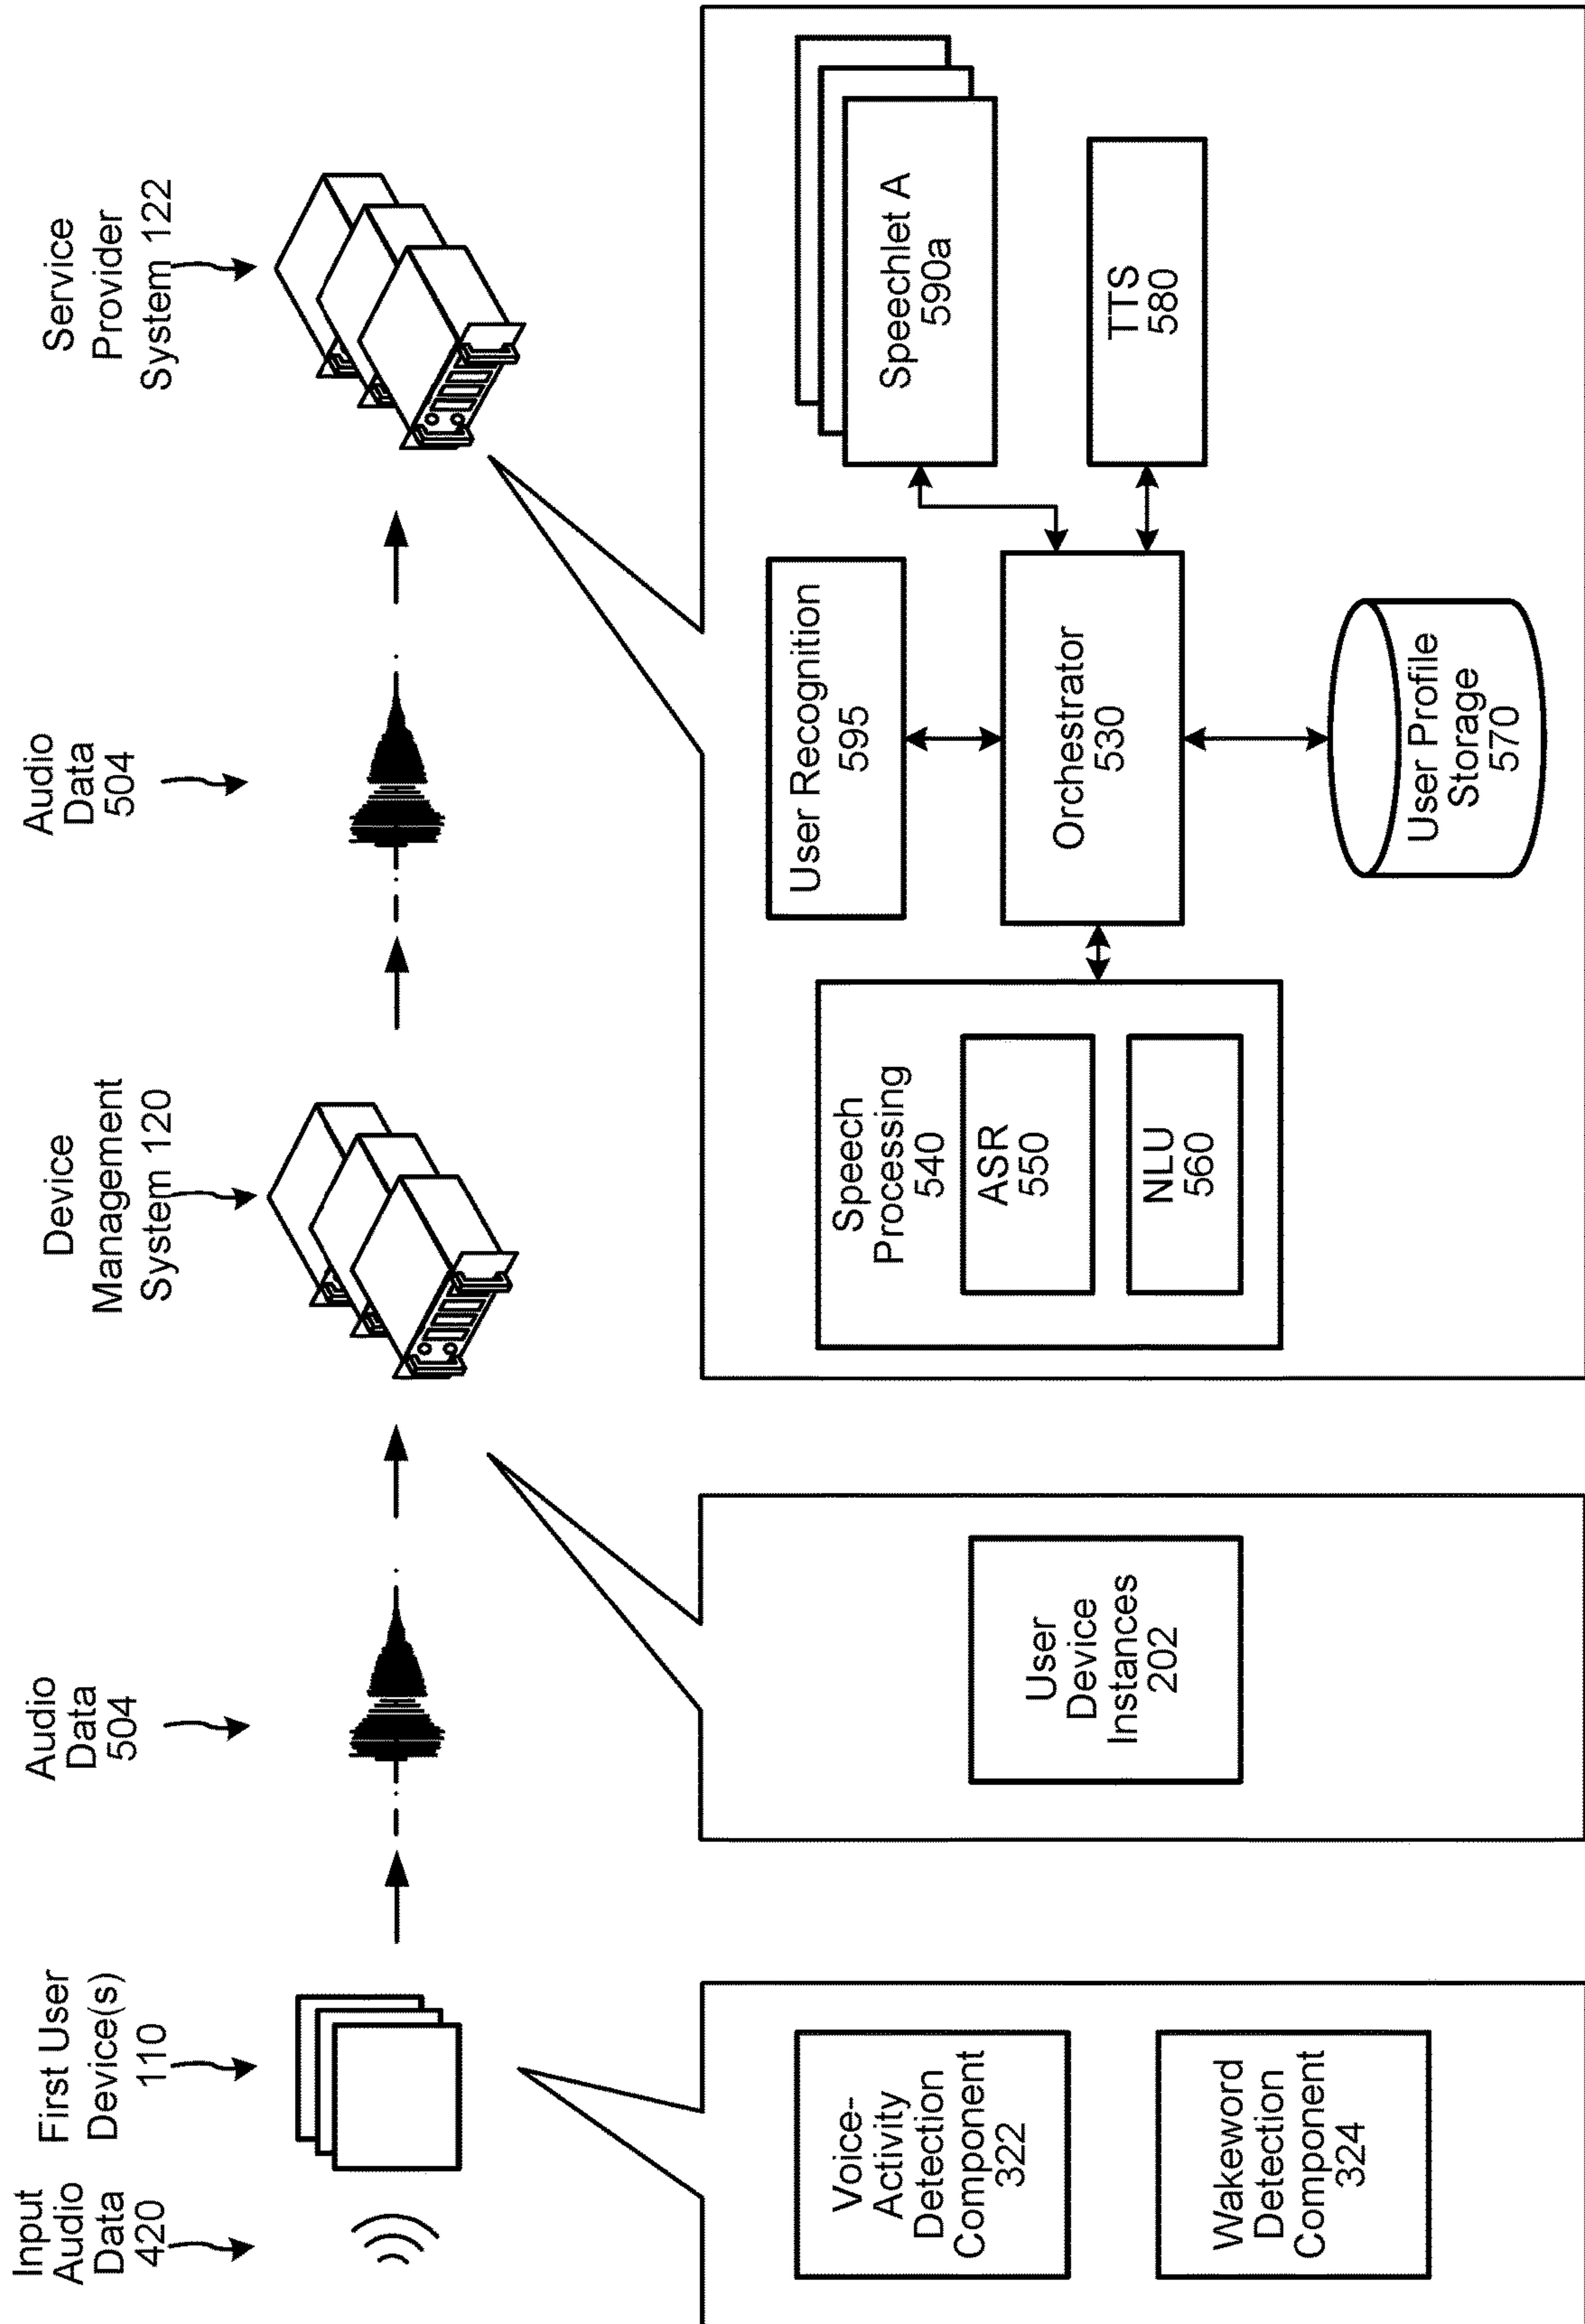 Input
Audio
Data
420
First User
Device(s)
110
Audio
Data
504
Device
Management
System 120
Audio
Data
504
Service
Provider
System 122
Voice-
Activity
Detection
Component
322
Wakeword
Detection
Component
324
User
Device
Instances
202
Speech
Processing
540
ASR
550
NLU
560
User Recognition
595
Orchestrator
530
User Profile
Storage
570
Speechlet A
590a
TTS
580